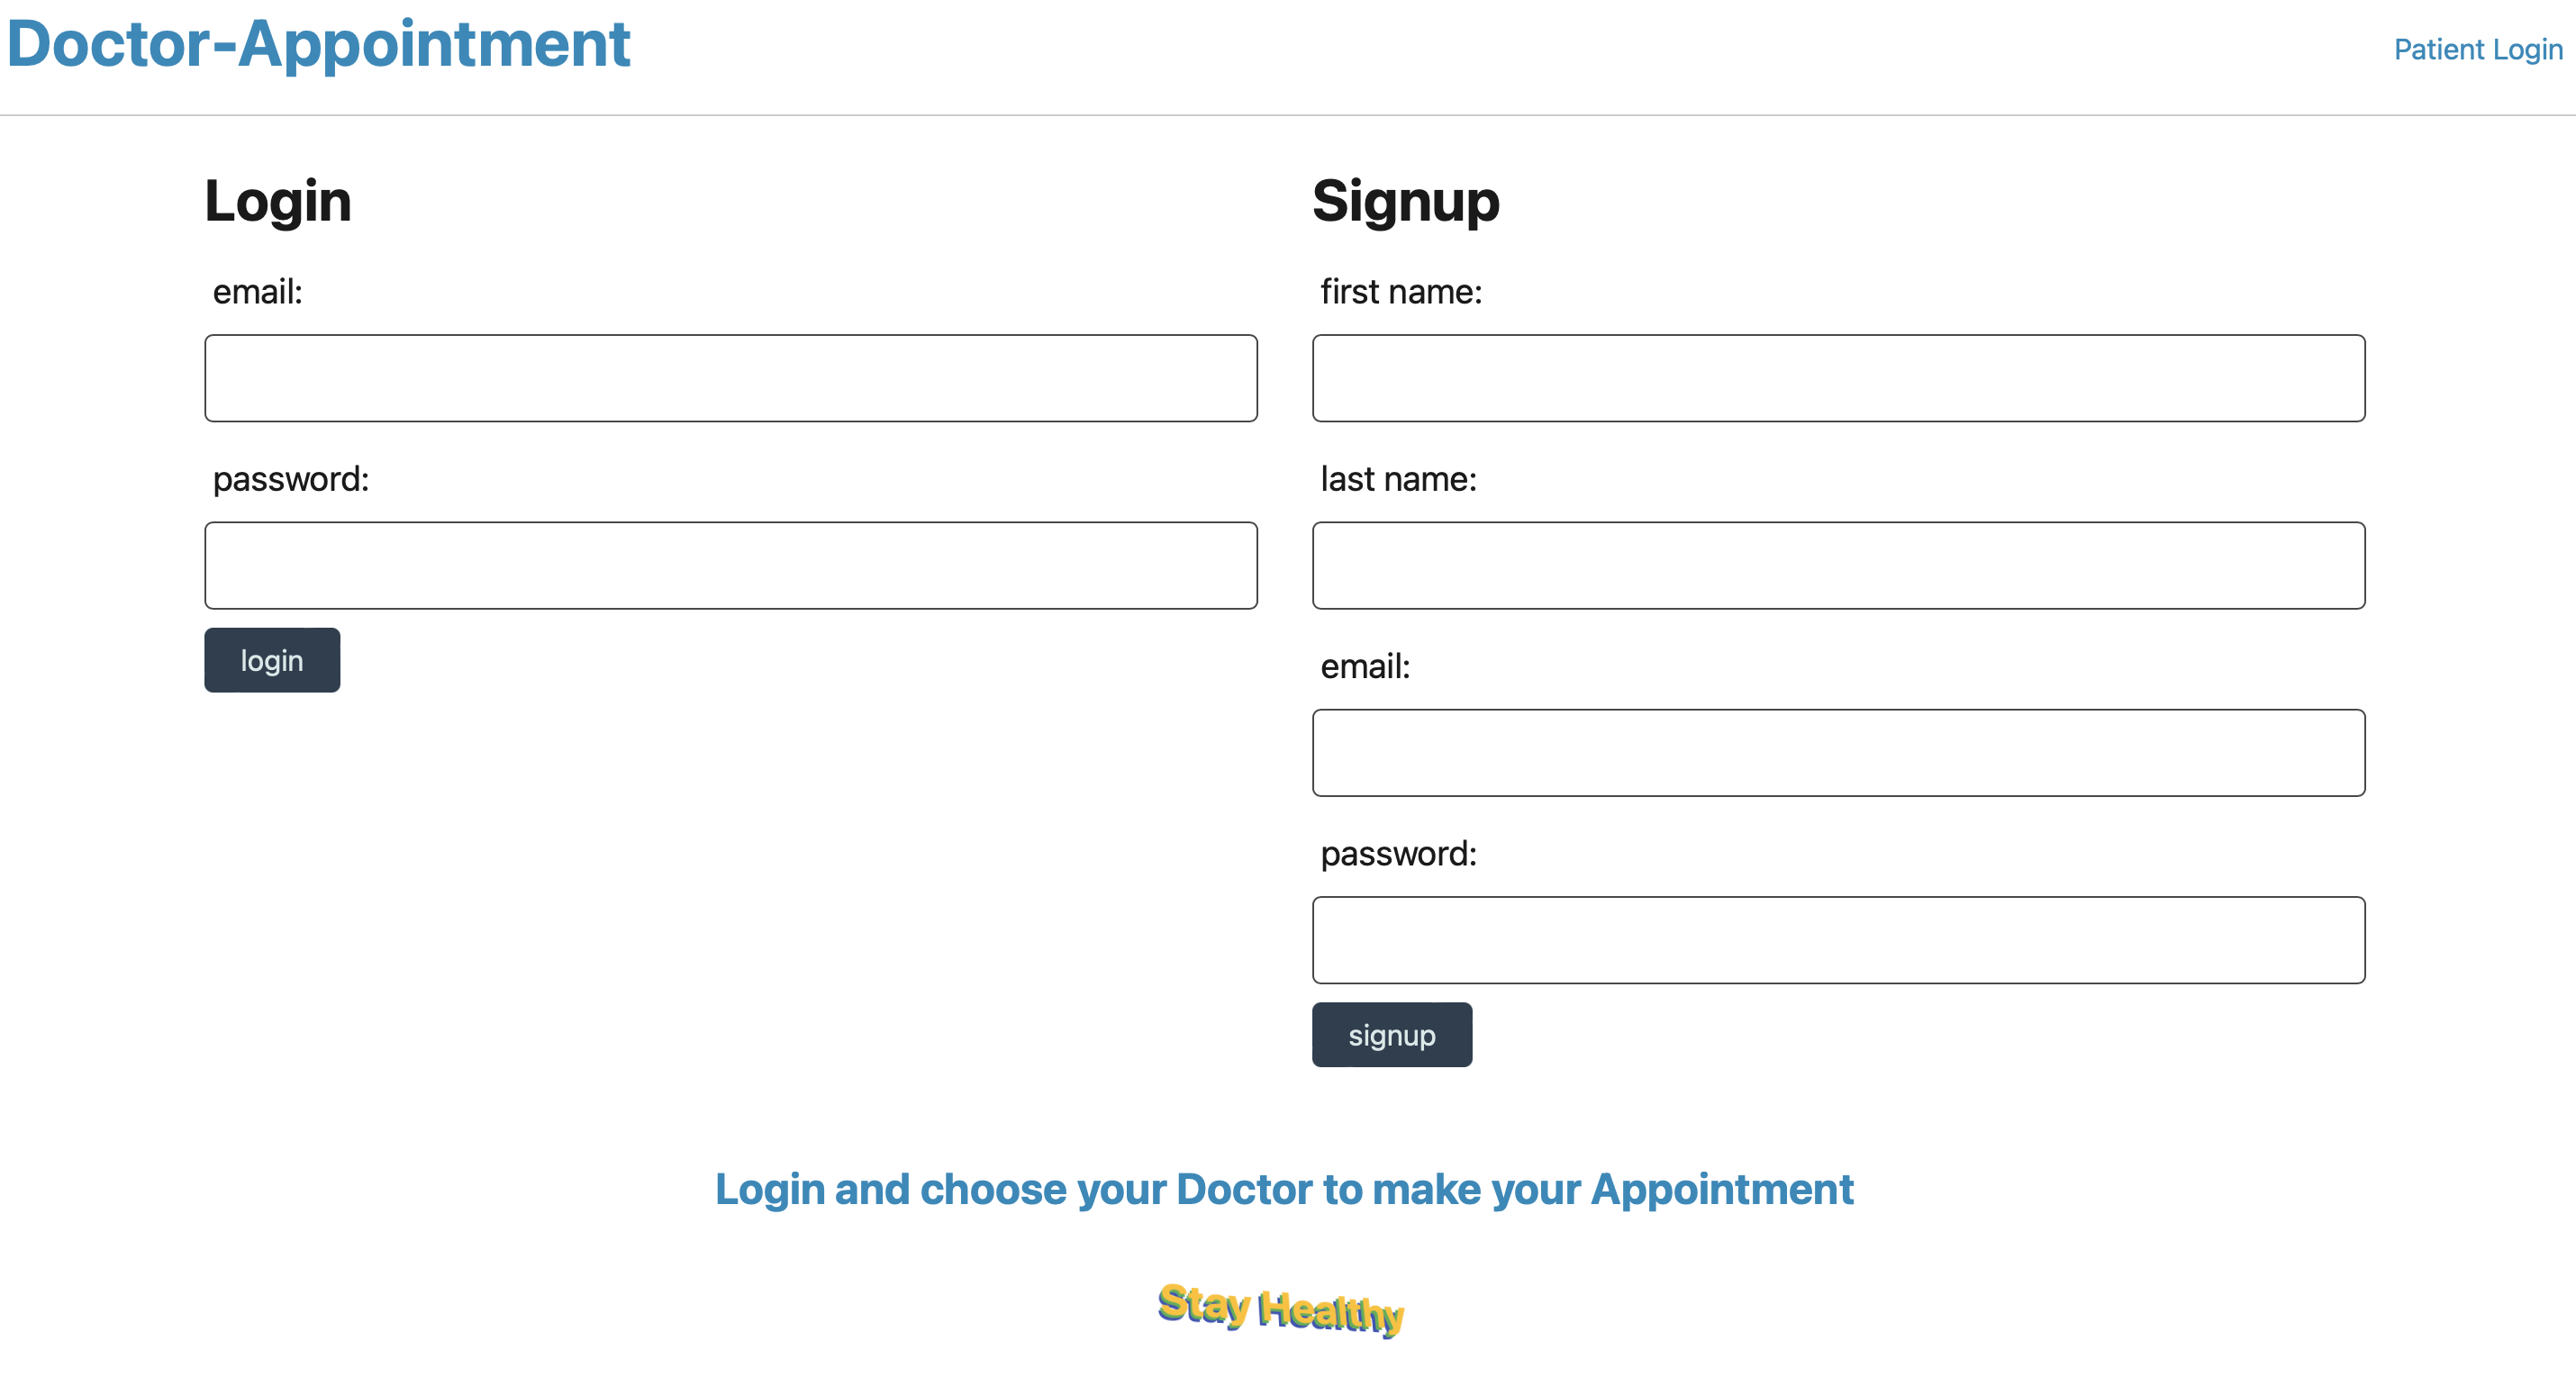 Doctor-Appointment
Patient Login
Login
email:
password:
login
Signup
first name:
last name:
email:
password:
signup
Login and choose your Doctor to make your Appointment
Stay Healthy